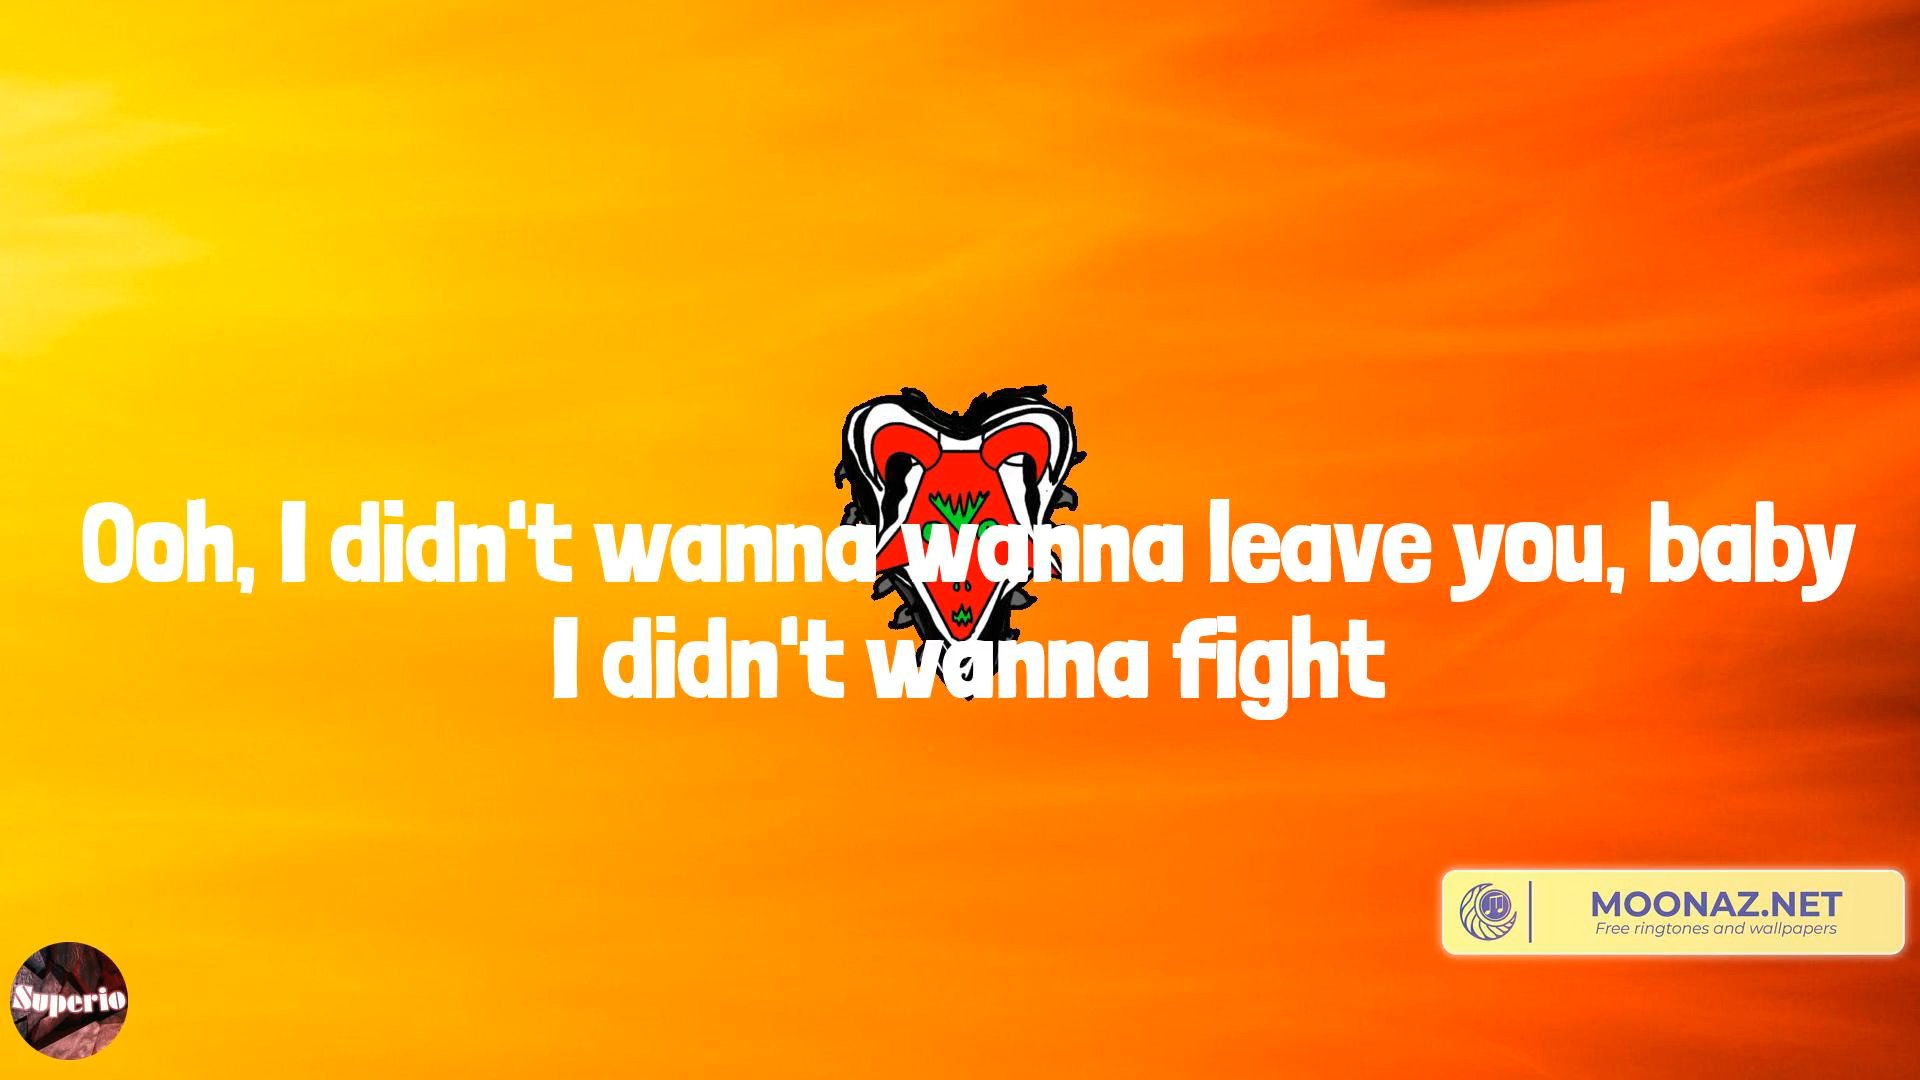 Ooh, I didn't wanna wanna leave you, baby
I didn't wanna fight
MOONAZ.NET
Free ringtones and wallpapers
Superio